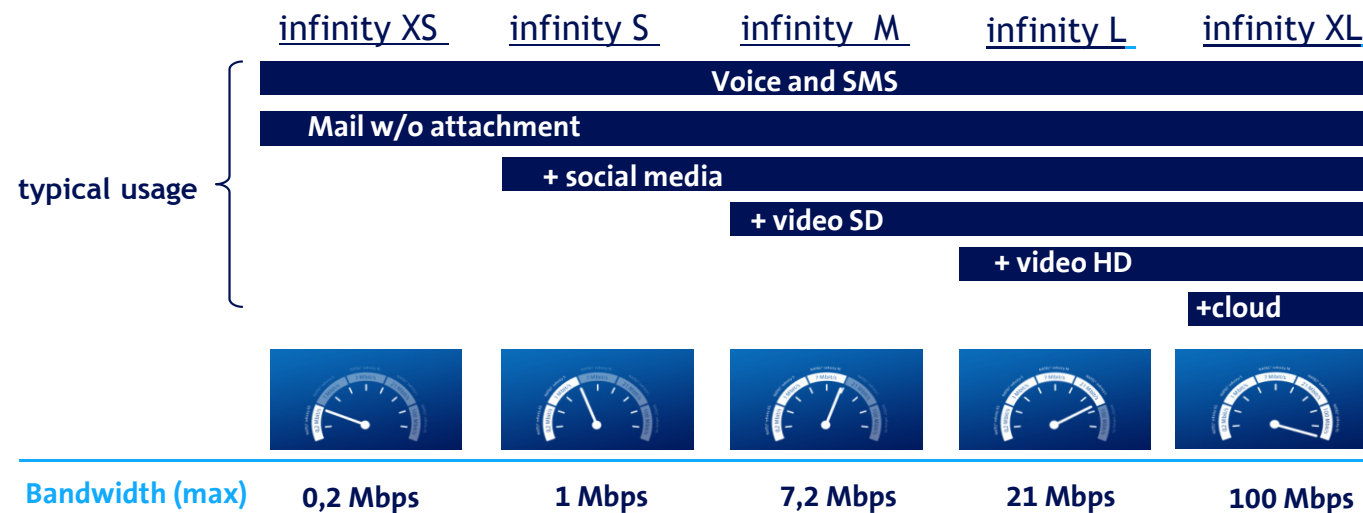 infinity XS infinity S infinity M infinity L infinity XL
Voice and SMS
Mail w/o attachment
+ social media
typical usage
+ video SD
+ video HD
+cloud
Bandwidth (max) 0,2 Mbps 1 Mbps 7,2 Mbps 21 Mbps 100 Mbps